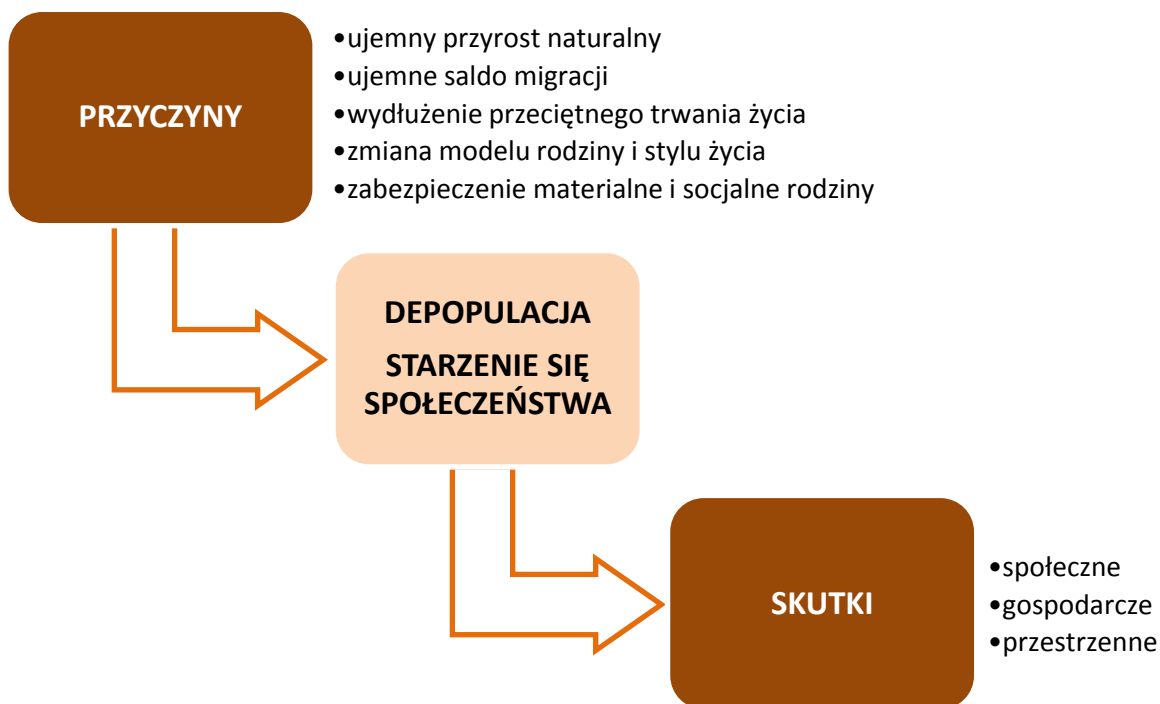 PRZYCZYNY
•ujemny przyrost naturalny
•ujemne saldo migracji
•wydłużenie przeciętnego trwania życia
•zmiana modelu rodziny i stylu życia
•zabezpieczenie materialne i socjalne rodziny
DEPOPULACJA
STARZENIE SIĘ
SPOŁECZEŃSTWA
SKUTKI
•społeczne
•gospodarcze
•przestrzenne